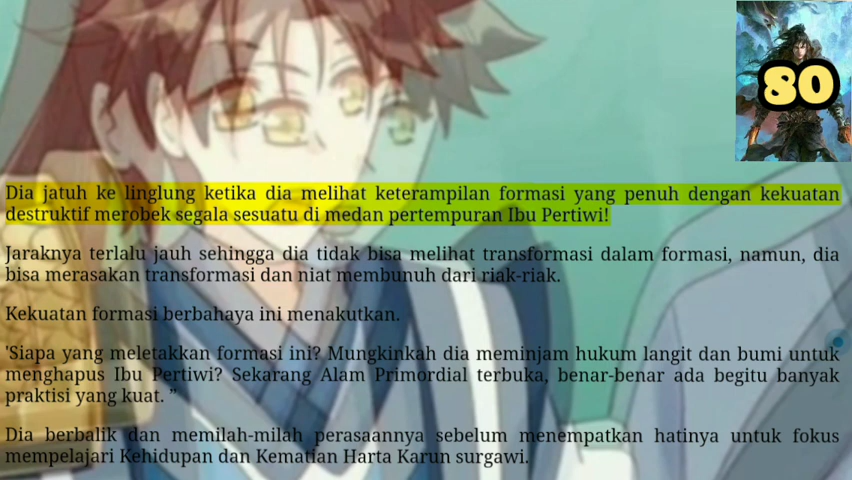 80
Dia jatuh ke linglung ketika dia melihat keterampilan formasi yang penuh dengan kekuatan
destruktif merobek segala sesuatu di medan pertempuran Ibu Pertiwi!
Jaraknya terlalu jauh sehingga dia tidak bisa melihat transformasi dalam formasi, namun, dia
bisa merasakan transformasi dan niat membunuh dari riak-riak.
Kekuatan formasi berbahaya ini menakutkan.
'Siapa yang meletakkan formasi ini? Mungkinkah dia meminjam hukum langit dan bumi untuk
menghapus Ibu Pertiwi? Sekarang Alam Primordial terbuka, benar-benar ada begitu banyak
praktisi yang kuat. ”
Dia berbalik dan memilah-milah perasaannya sebelum menempatkan hatinya untuk fokus
mempelajari Kehidupan dan Kematian Harta Karun surgawi.